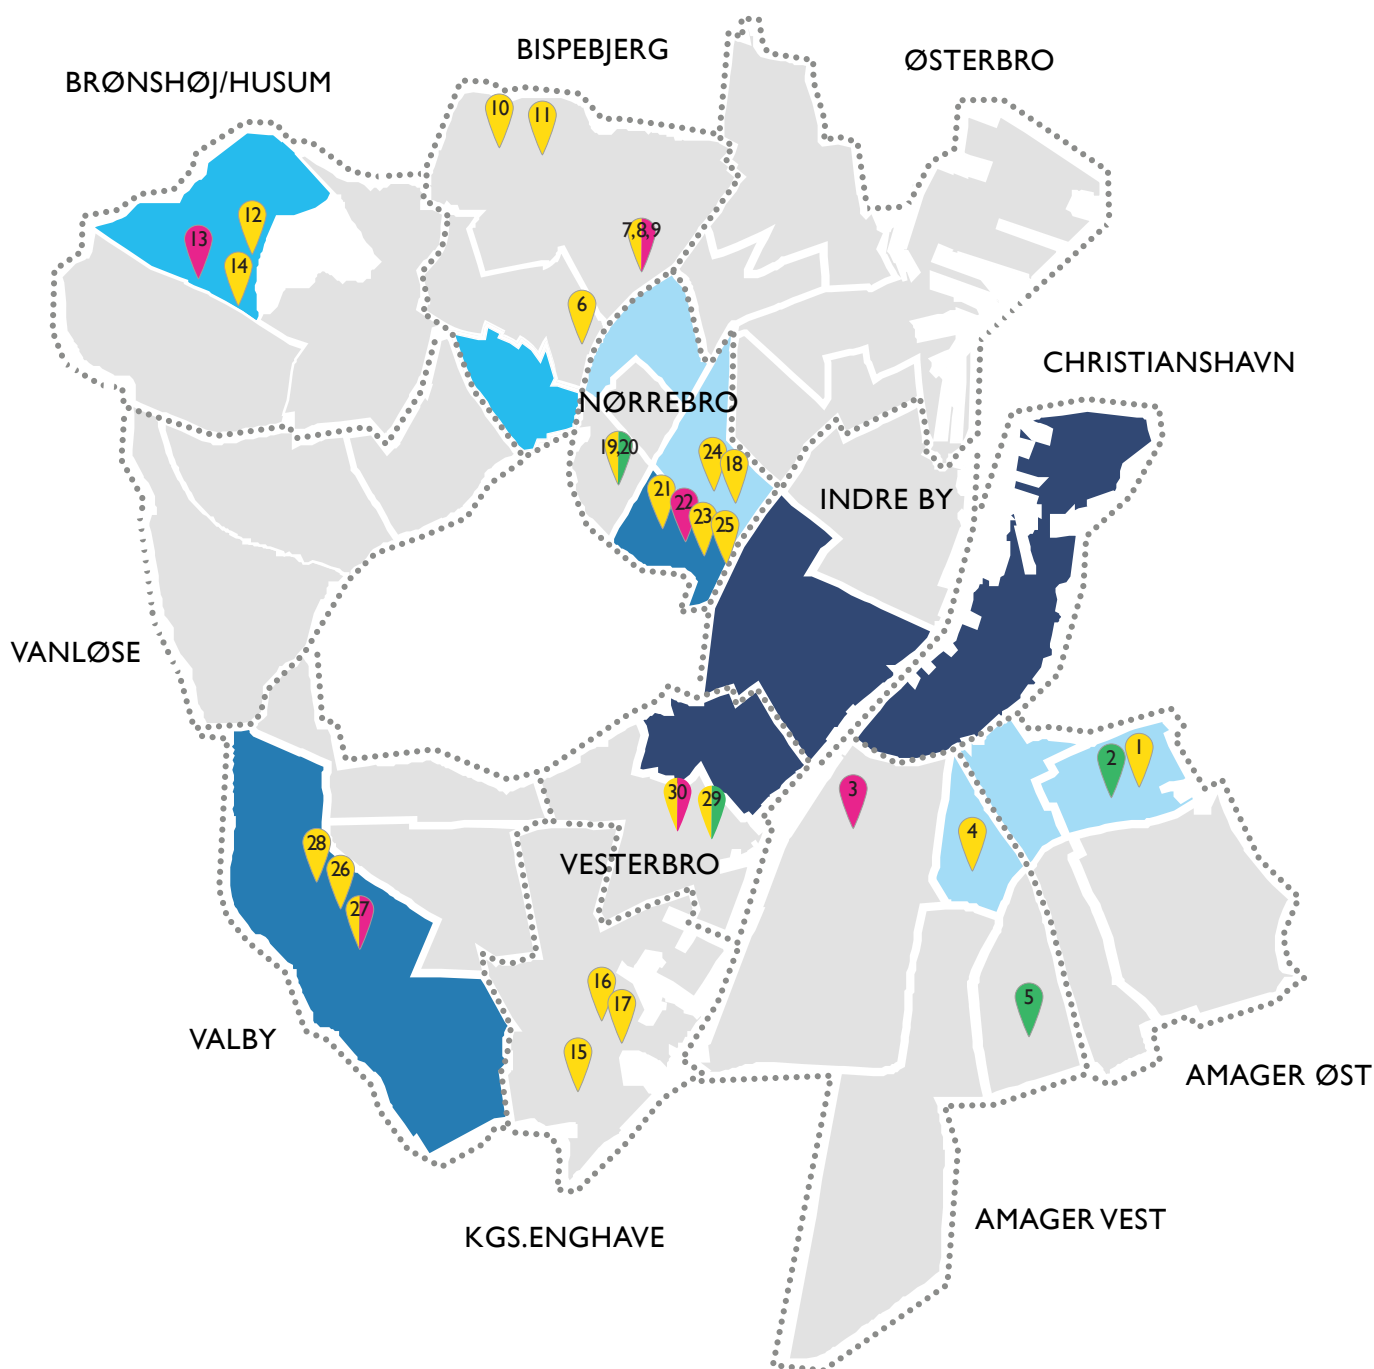 BISPEBJERG
ØSTERBRO
BRØNSHØJ/HUSUM
10
11
12
13
14
7,8,9
6
CHRISTIANSHAVN
NØRREBRO
19,20
24
18
21
22
23
25
INDRE BY
VANLØSE
1
2
3
30
29
4
28
26
27
VESTERBRO
16
17
5
15
VALBY
AMAGER ØST
AMAGER VEST
KGS.ENGHAVE